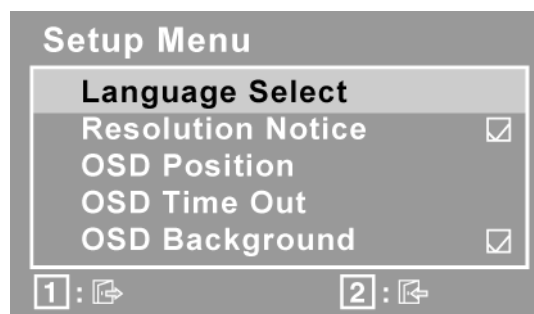 Setup Menu
Language Select
Resolution Notice
OSD Position
OSD Time Out
OSD Background
1: 2: